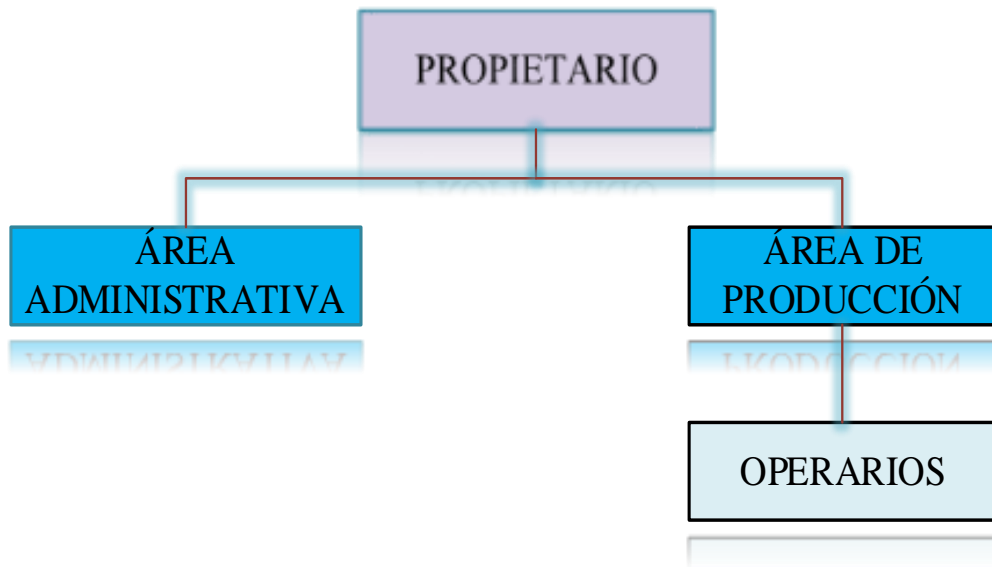 PROPIETARIO
ÁREA
ADMINISTRATIVA
ÁREA DE
PRODUCCIÓN
OPERARIOS